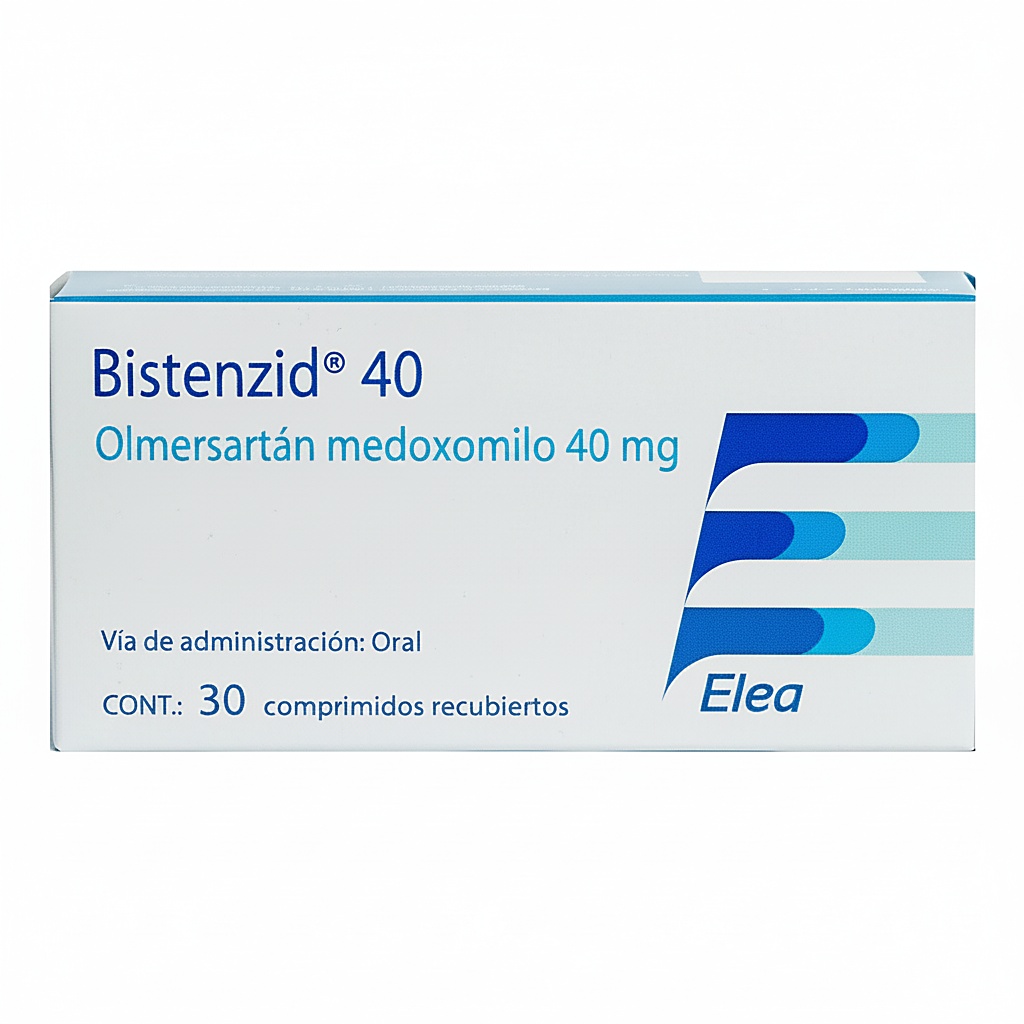 Bistenzid® 40
Olmersartán medoxomilo 40 mg
Vía de administración: Oral
CONT.: 30 comprimidos recubiertos
Elea